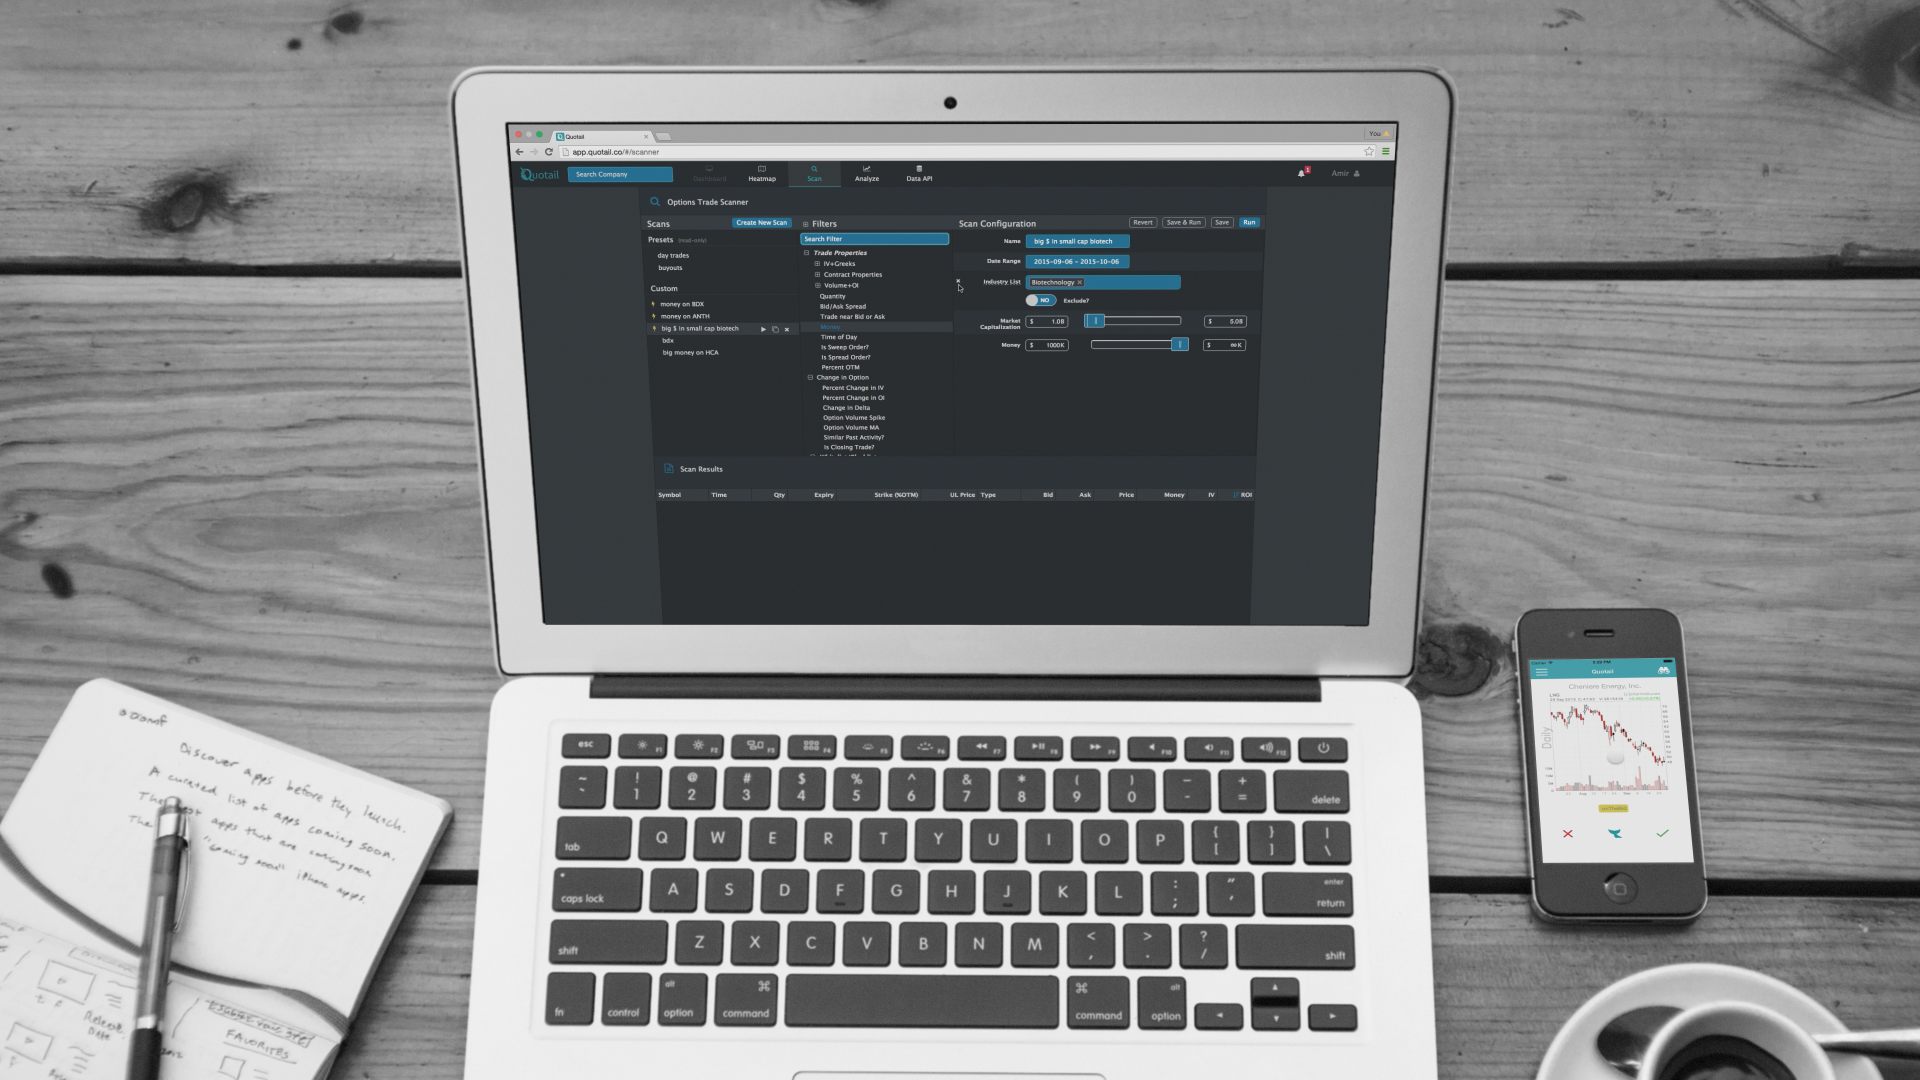 Quotail
You
app.quotail.co/#/scanner
Quotail
Search Company
Dashboard
Heatmap
Scan
Analyze
Data API
1
Amir
Options Trade Scanner
Scans
Create New Scan
Presets (read-only)
day trades
buyouts
Custom
money on BDX
money on ANTH
big $ in small cap biotech
bdx
big money on HCA
Filters
Search Filter
Trade Properties
IV+Greeks
Contract Properties
Volume+OI
Quantity
Bid/Ask Spread
Trade near Bid or Ask
Money
Time of Day
Is Sweep Order?
Is Spread Order?
Percent OTM
Change in Option
Percent Change in IV
Percent Change in OI
Change in Delta
Option Volume Spike
Option Volume MA
Similar Past Activity?
Is Closing Trade?
Scan Configuration
Revert
Save & Run
Save
Run
Name big $ in small cap biotech
Date Range 2015-09-06 - 2015-10-06
Industry List Biotechnology ×
NO Exclude?
Market Capitalization $ 1.0B $ 5.0B
Money $ 1000K $ ∞K
Scan Results
Symbol Time Qty Expiry Strike (%OTM) UL Price Type Bid Ask Price Money IV ROI
esc F1 F2 F3 F4 F5 F6 F7 F8 F9 F10 F11 F12
~ ` ! 1 @ 2 # 3 $ 4 % 5 ^ 6 & 7 * 8 ( 9 ) 0 _ - + = delete
tab Q W E R T Y U I O P { [ } ] | \
caps lock A S D F G H J K L : ; " ' enter return
shift Z X C V B N M < , > . ? / shift
fn control alt option ⌘ command ⌘ command alt option
Discover apps before they launch.
A curated list of apps coming soon.
The best apps that are coming soon
The "coming soon" iPhone apps.
Release Date
FAVORITES
Quotail
Cheniere Energy, Inc.
LNG
Daily